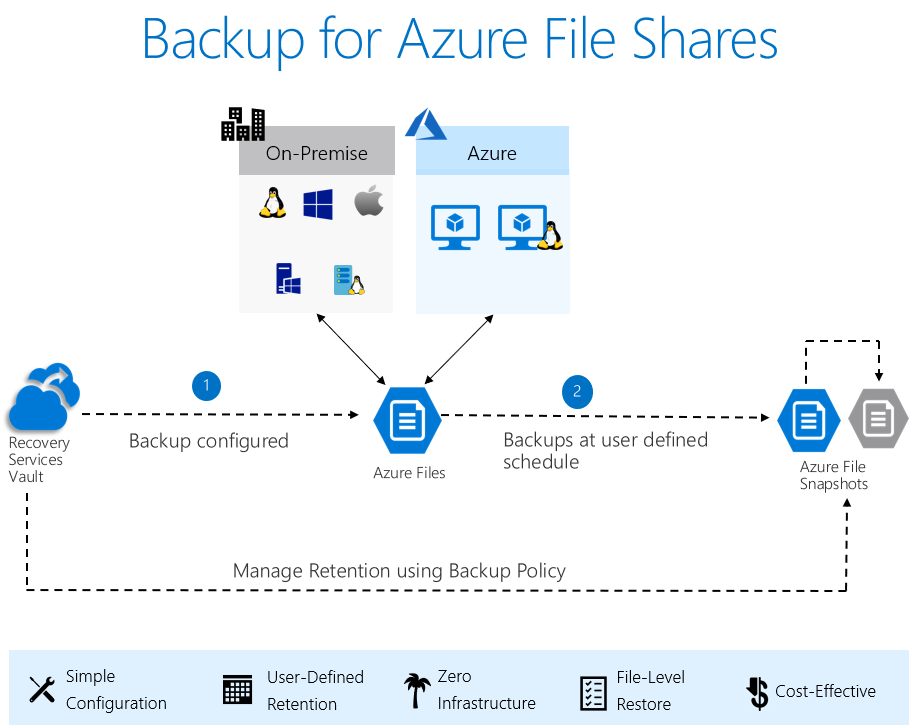 Backup for Azure File Shares
On-Premise
Azure
1
2
Backup configured
Backups at user defined
schedule
Recovery
Services
Vault
Azure Files
Azure File
Snapshots
Manage Retention using Backup Policy
Simple
Configuration
User-Defined
Retention
Zero
Infrastructure
File-Level
Restore
Cost-Effective